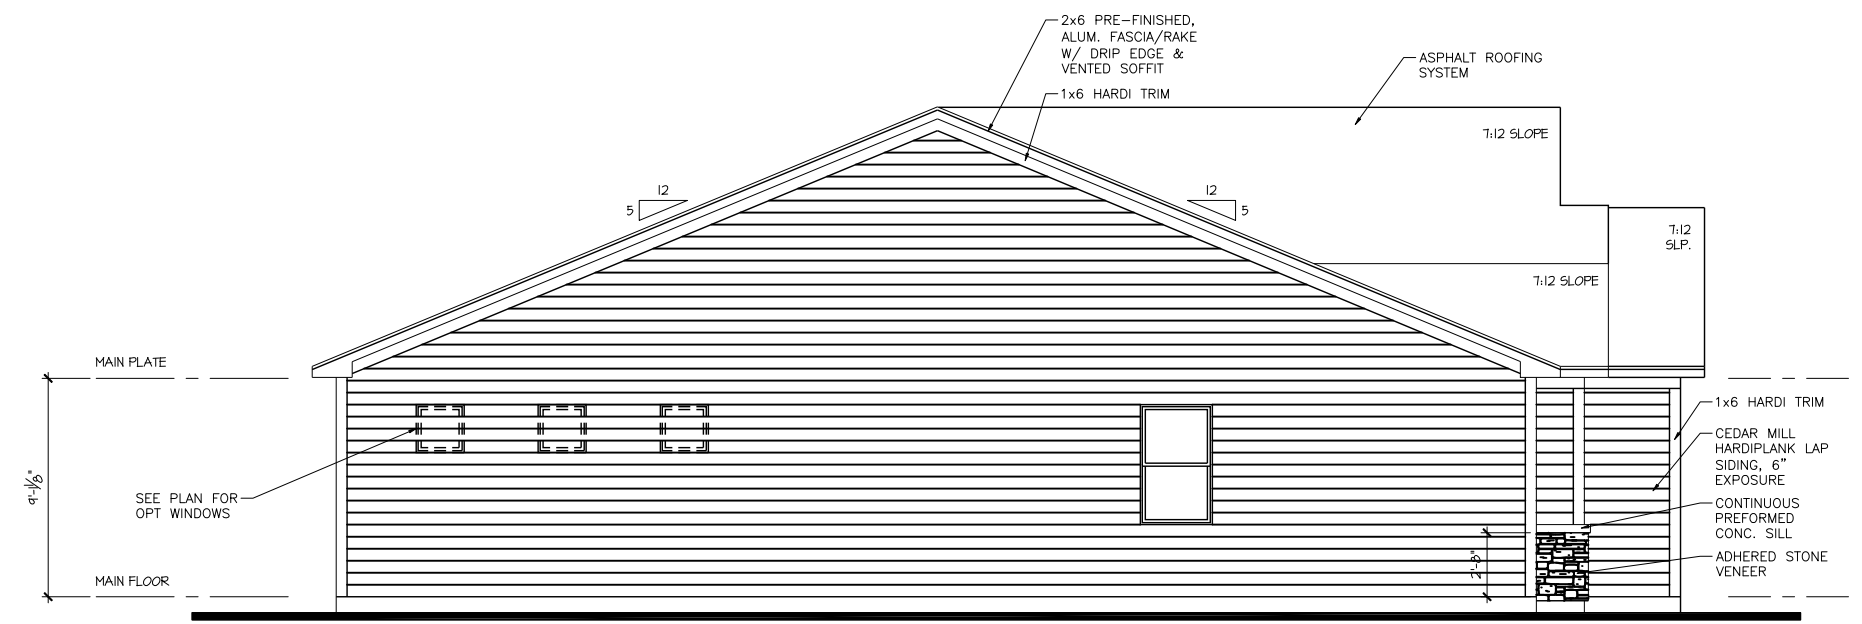 2x6 PRE-FINISHED,
ALUM. FASCIA/RAKE
W/ DRIP EDGE &
VENTED SOFFIT
1x6 HARDI TRIM
ASPHALT ROOFING
SYSTEM
7:12 SLOPE
12
5
12
5
7:12
SLP.
7:12 SLOPE
MAIN PLATE
9'-1 1/8"
SEE PLAN FOR
OPT WINDOWS
MAIN FLOOR
2'-8"
1x6 HARDI TRIM
CEDAR MILL
HARDIPLANK LAP
SIDING, 6”
EXPOSURE
CONTINUOUS
PREFORMED
CONC. SILL
ADHERED STONE
VENEER